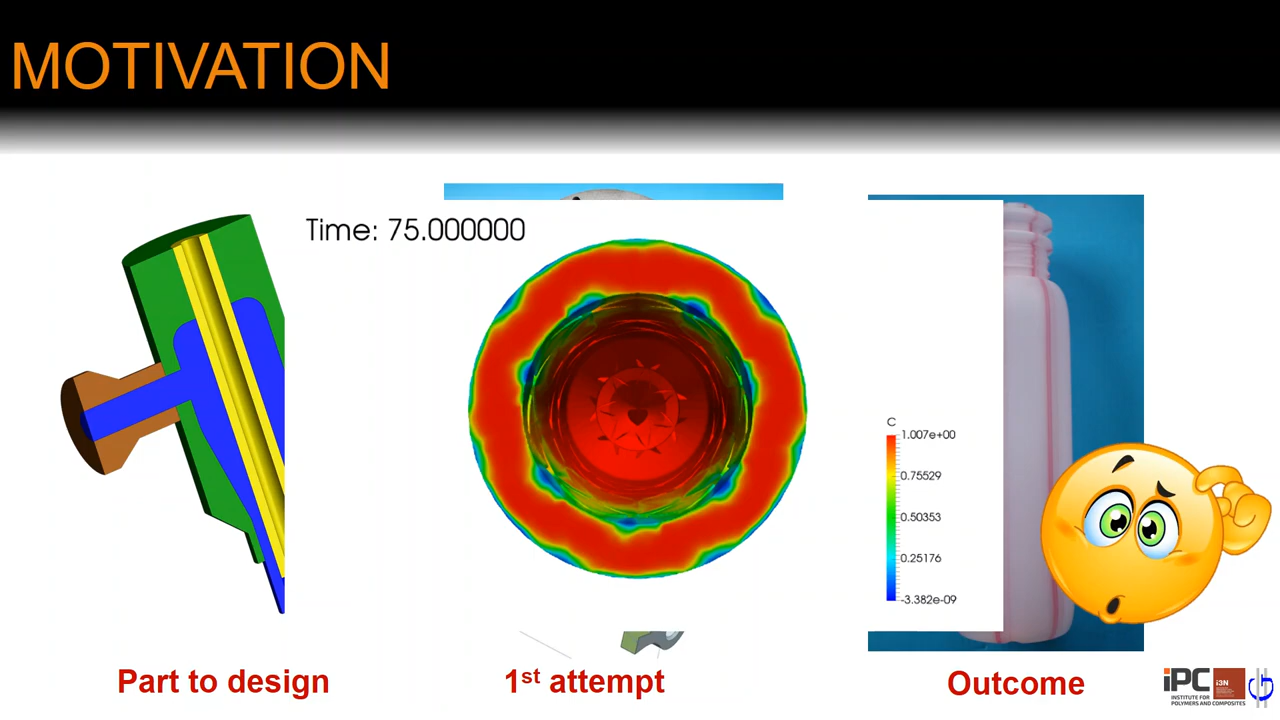 MOTIVATION
Time: 75.000000
C
1.007e+00
0.75529
0.50353
0.25176
-3.382e-09
Part to design
1st attempt
Outcome
iPC
i3N
INSTITUTE FOR
POLYMERS AND COMPOSITES